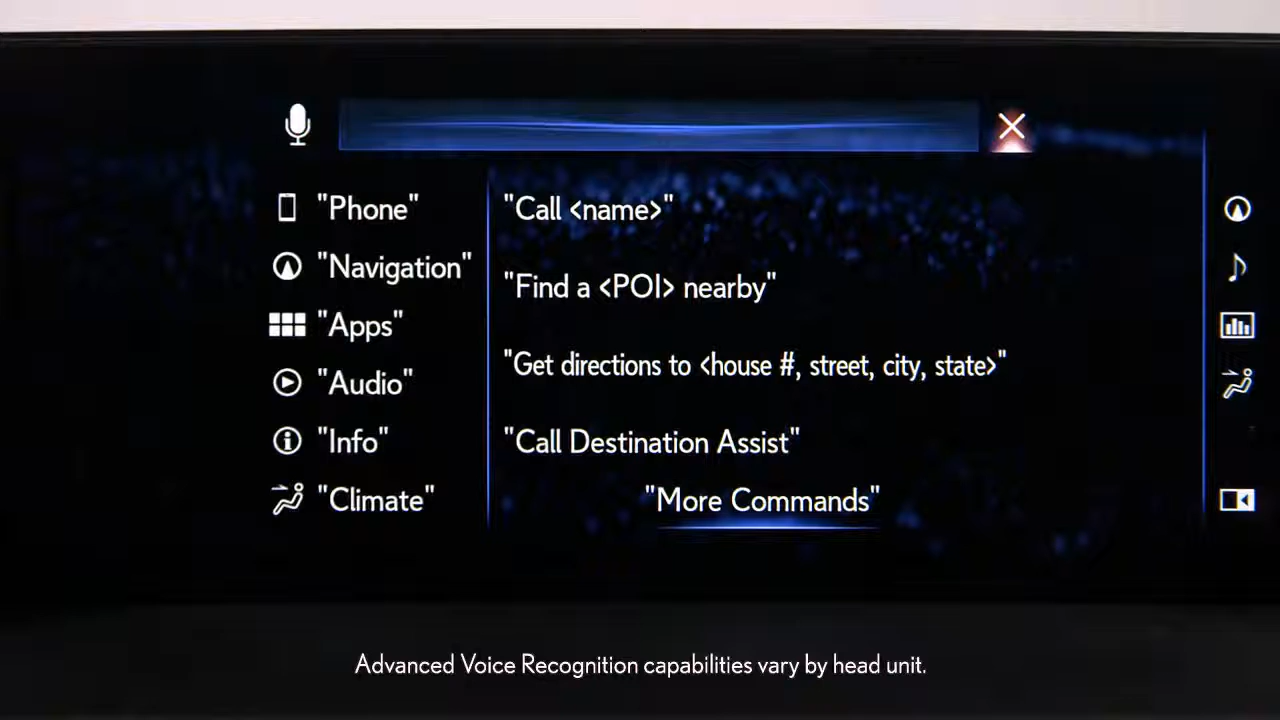 "Phone"
"Navigation"
"Apps"
"Audio"
"Info"
"Climate"
"Call <name>"
"Find a <POI> nearby"
"Get directions to <house #, street, city, state>"
"Call Destination Assist"
"More Commands"
Advanced Voice Recognition capabilities vary by head unit.